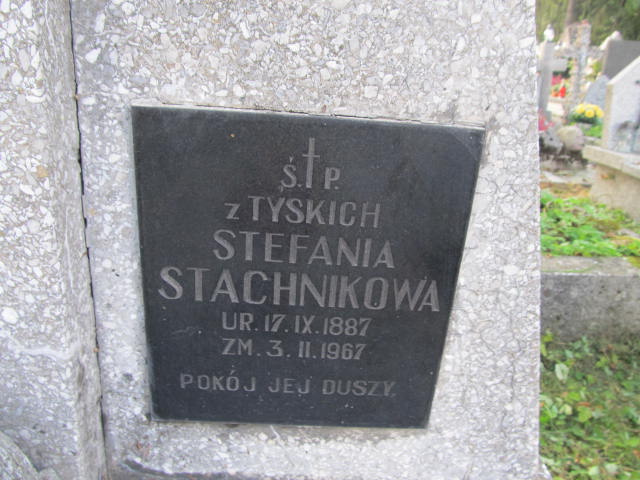 Ś.†P.
z TYSKICH
STEFANIA
STACHNIKOWA
UR. 17. IX. 1887
ZM. 3. II. 1967
POKÓJ JEJ DUSZY